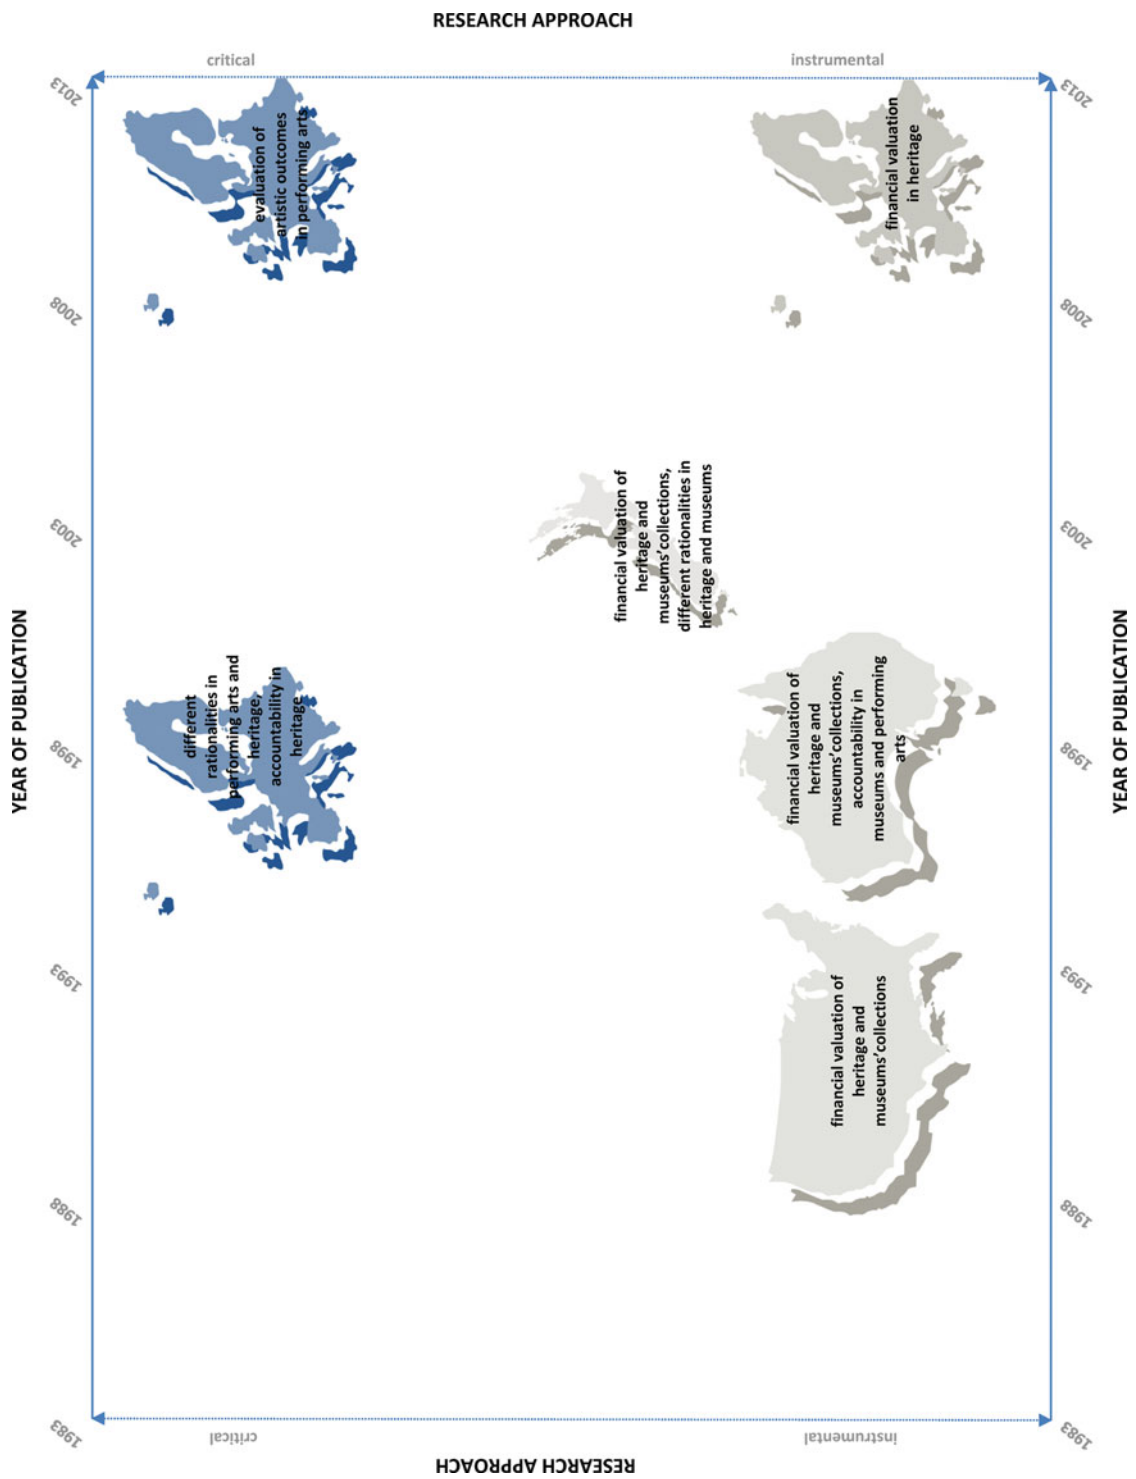 RESEARCH APPROACH
critical
instrumental
2013
2013
evaluation of
artistic outcomes
in performing arts
financial valuation
in heritage
2008
2008
financial valuation of
heritage and
museums'collections,
different rationalities in
heritage and museums
2003
2003
YEAR OF PUBLICATION
YEAR OF PUBLICATION
different
rationalities in
performing arts and
heritage,
accountability in
heritage
financial valuation of
heritage and
museums'collections,
accountability in
museums and performing
arts
1998
1998
1993
1993
financial valuation of
heritage and
museums'collections
1988
1988
1983
1983
critical
instrumental
RESEARCH APPROACH